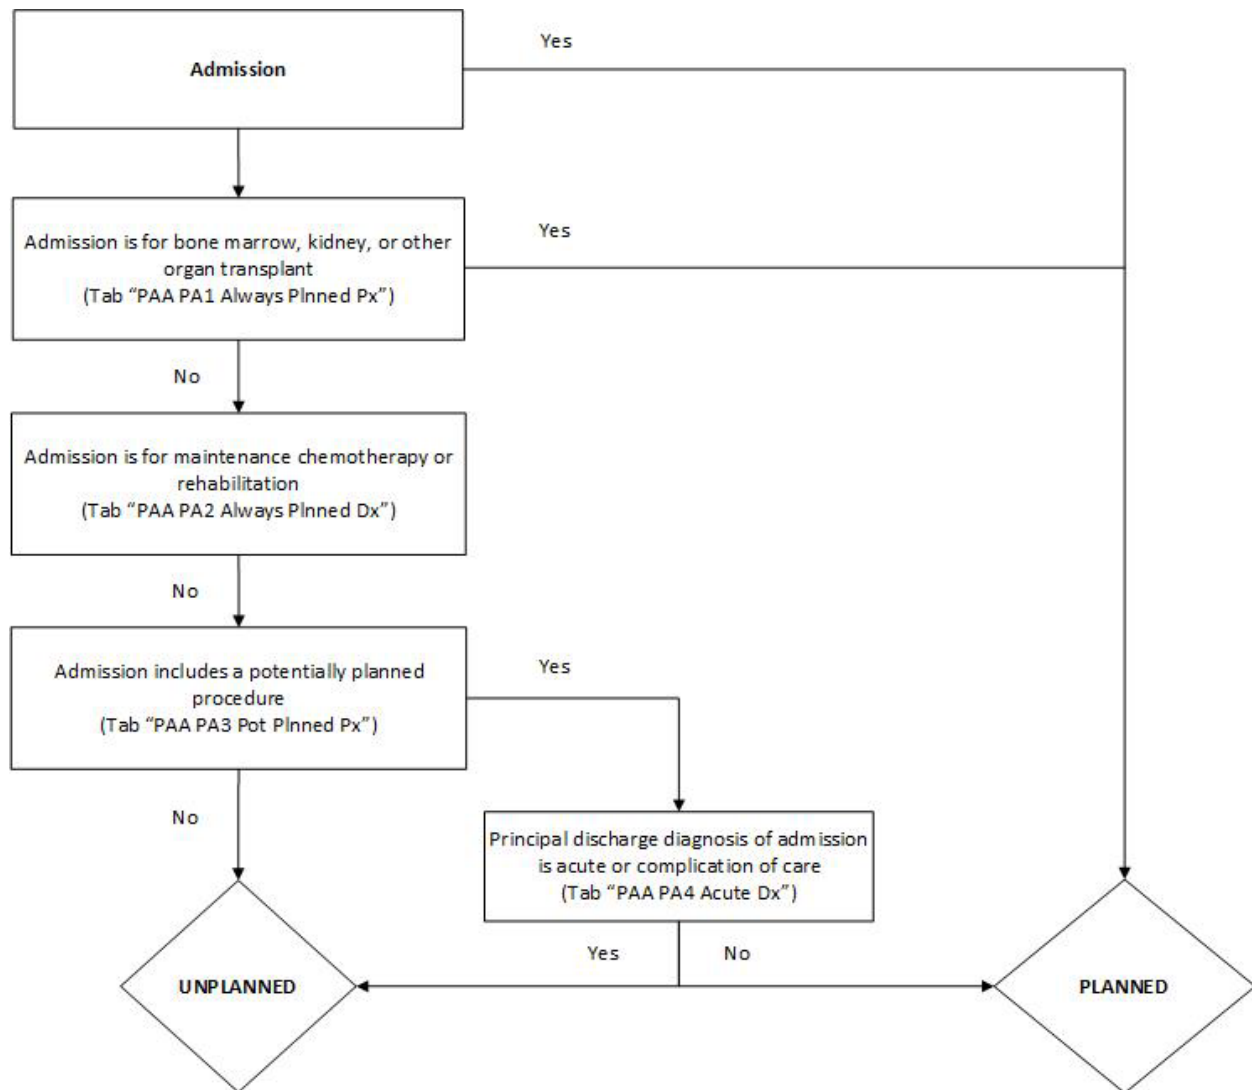 Yes
Admission
Yes
Admission is for bone marrow, kidney, or other
organ transplant
(Tab “PAA PA1 Always Plnned Px”)
No
Admission is for maintenance chemotherapy or
rehabilitation
(Tab “PAA PA2 Always Plnned Dx”)
No
Admission includes a potentially planned
procedure
(Tab “PAA PA3 Pot Plnned Px”)
Yes
No
Principal discharge diagnosis of admission
is acute or complication of care
(Tab “PAA PA4 Acute Dx”)
Yes
No
UNPLANNED
PLANNED